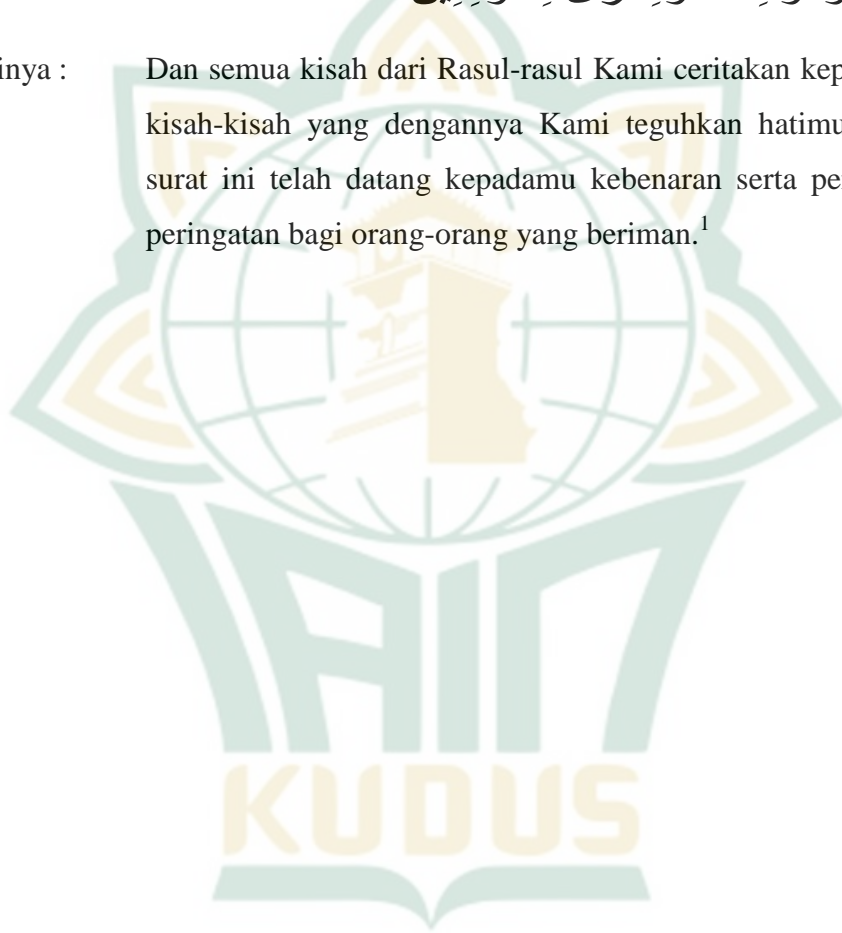 inya : Dan semua kisah dari Rasul-rasul Kami ceritakan kep
kisah-kisah yang dengannya Kami teguhkan hatimu
surat ini telah datang kepadamu kebenaran serta pe
peringatan bagi orang-orang yang beriman.1
IAIN
KUDUS